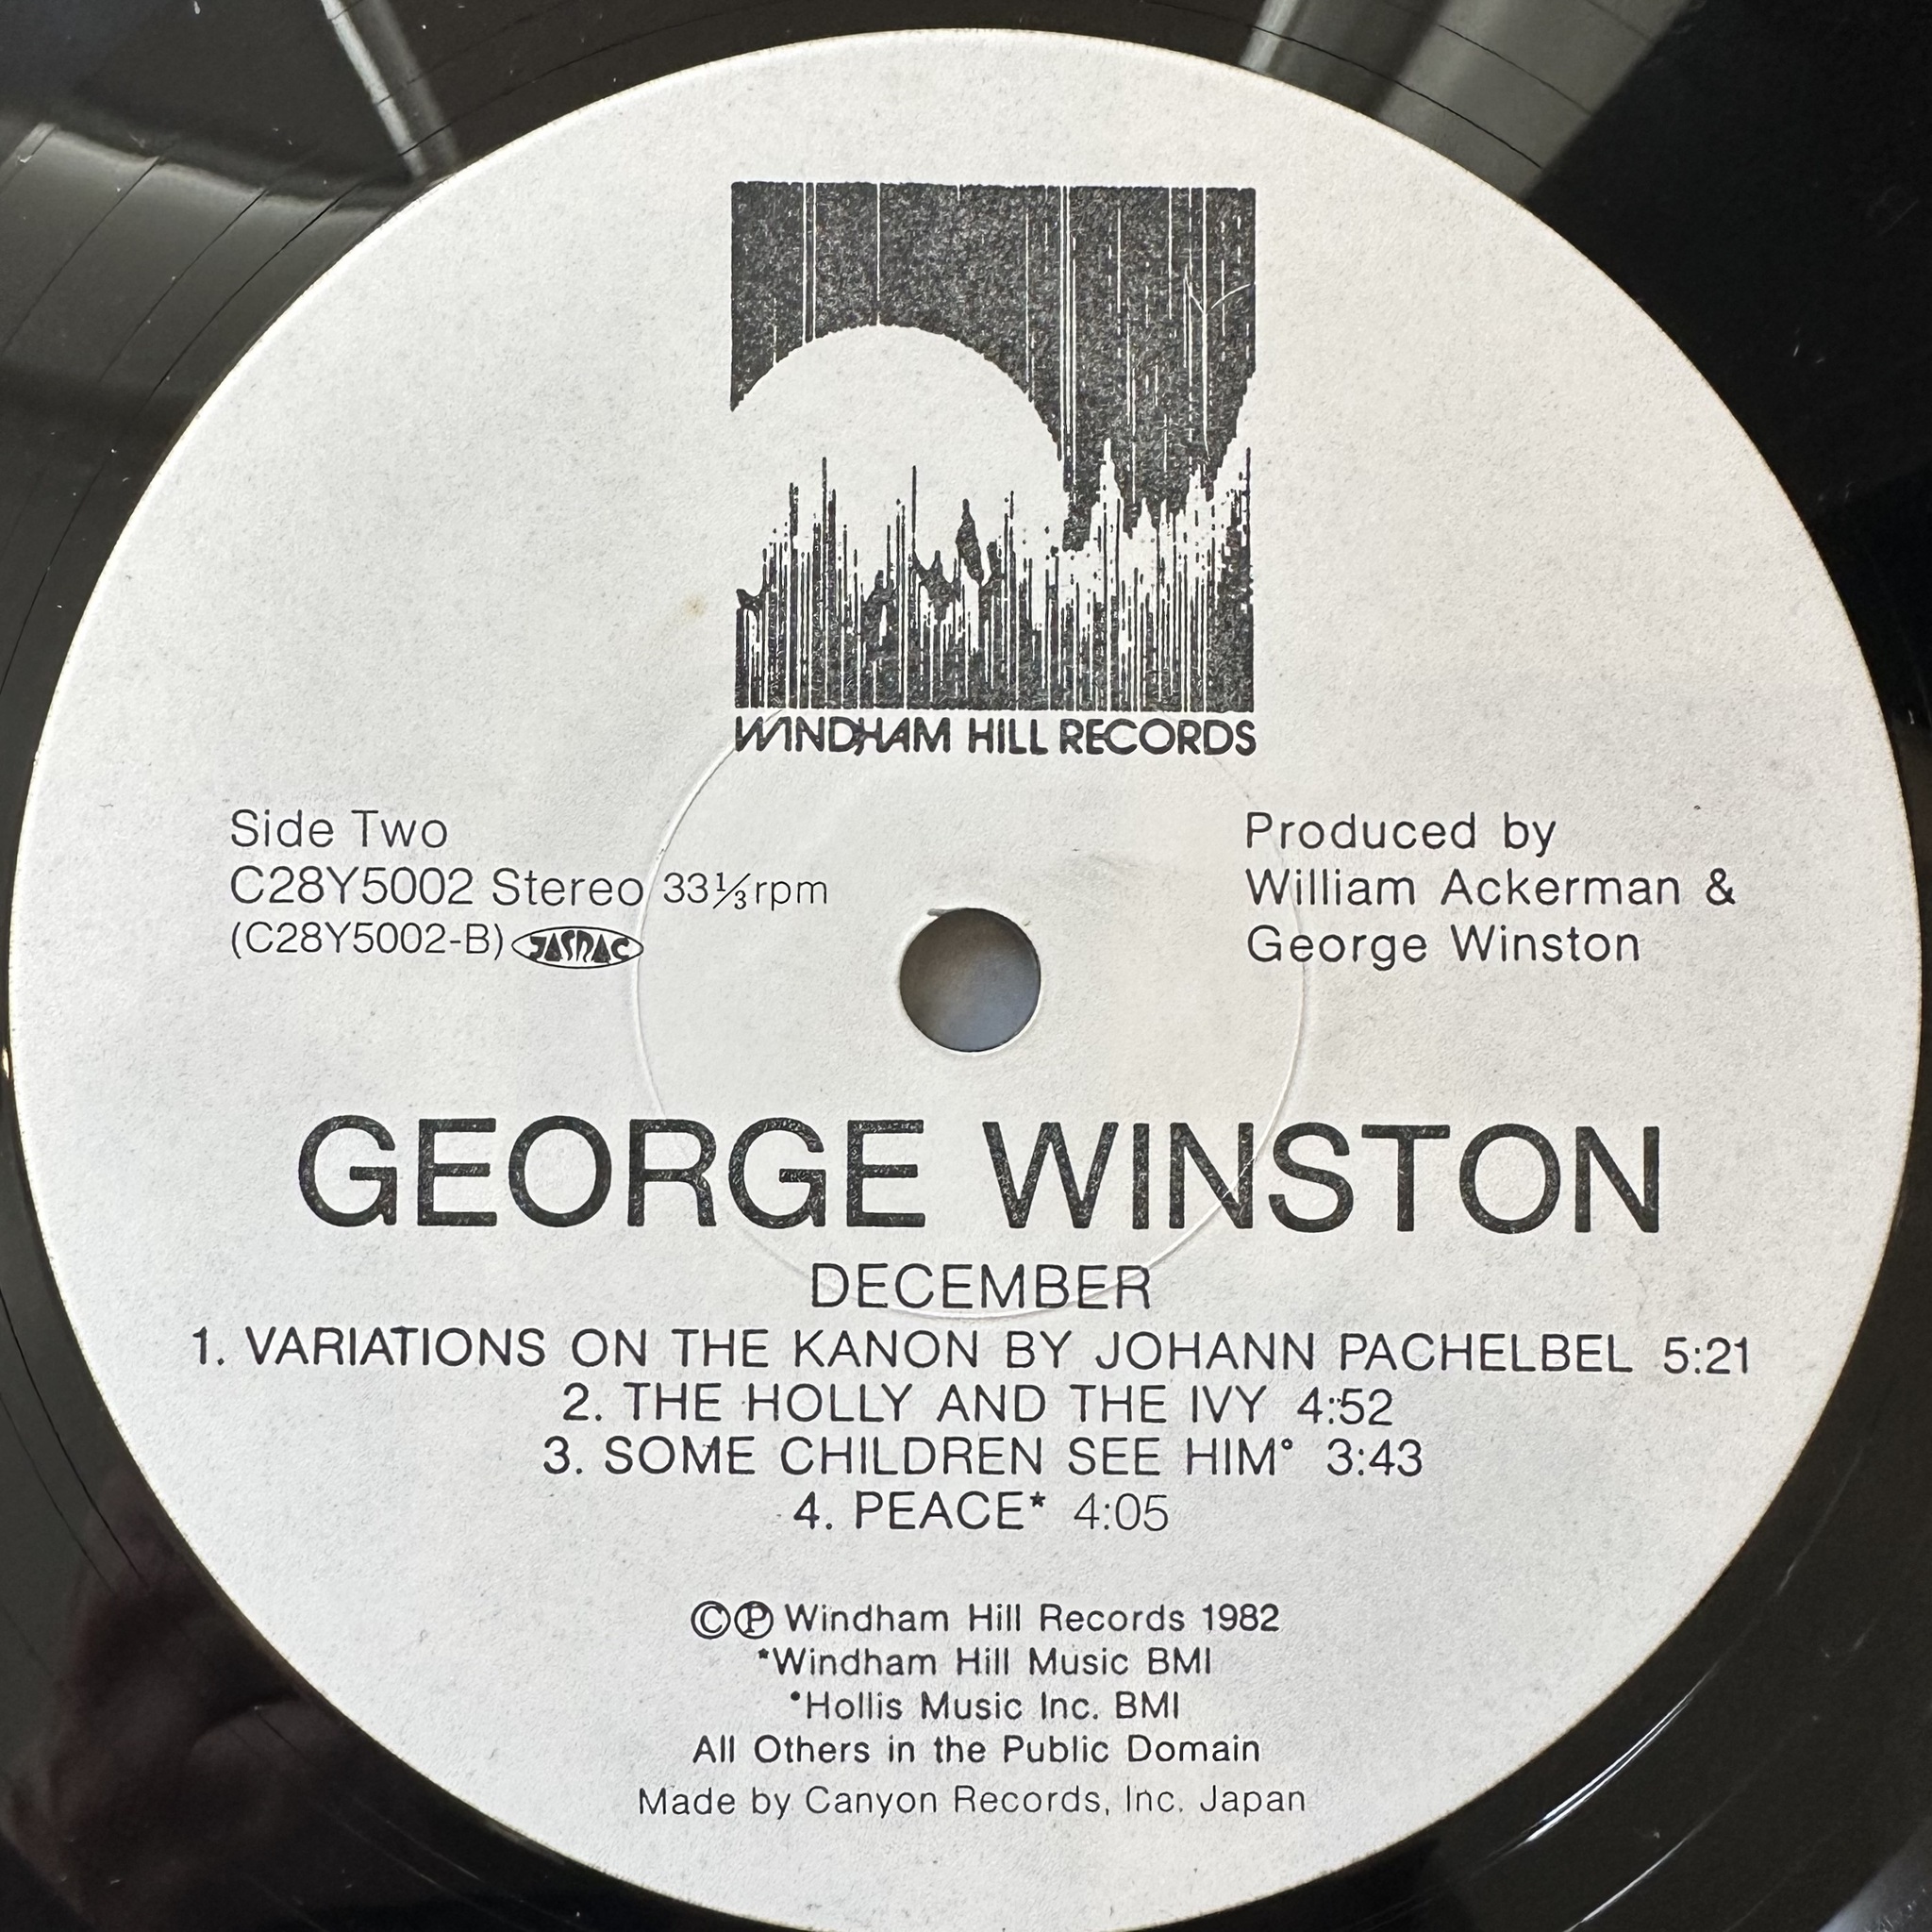 WINDHAM HILL RECORDS
Side Two
C28Y5002 Stereo 33⅓rpm
(C28Y5002-B) JASRAC
Produced by
William Ackerman &
George Winston
GEORGE WINSTON
DECEMBER
1. VARIATIONS ON THE KANON BY JOHANN PACHELBEL 5:21
2. THE HOLLY AND THE IVY 4:52
3. SOME CHILDREN SEE HIM° 3:43
4. PEACE* 4:05
©℗ Windham Hill Records 1982
*Windham Hill Music BMI
•Hollis Music Inc. BMI
All Others in the Public Domain
Made by Canyon Records, Inc. Japan